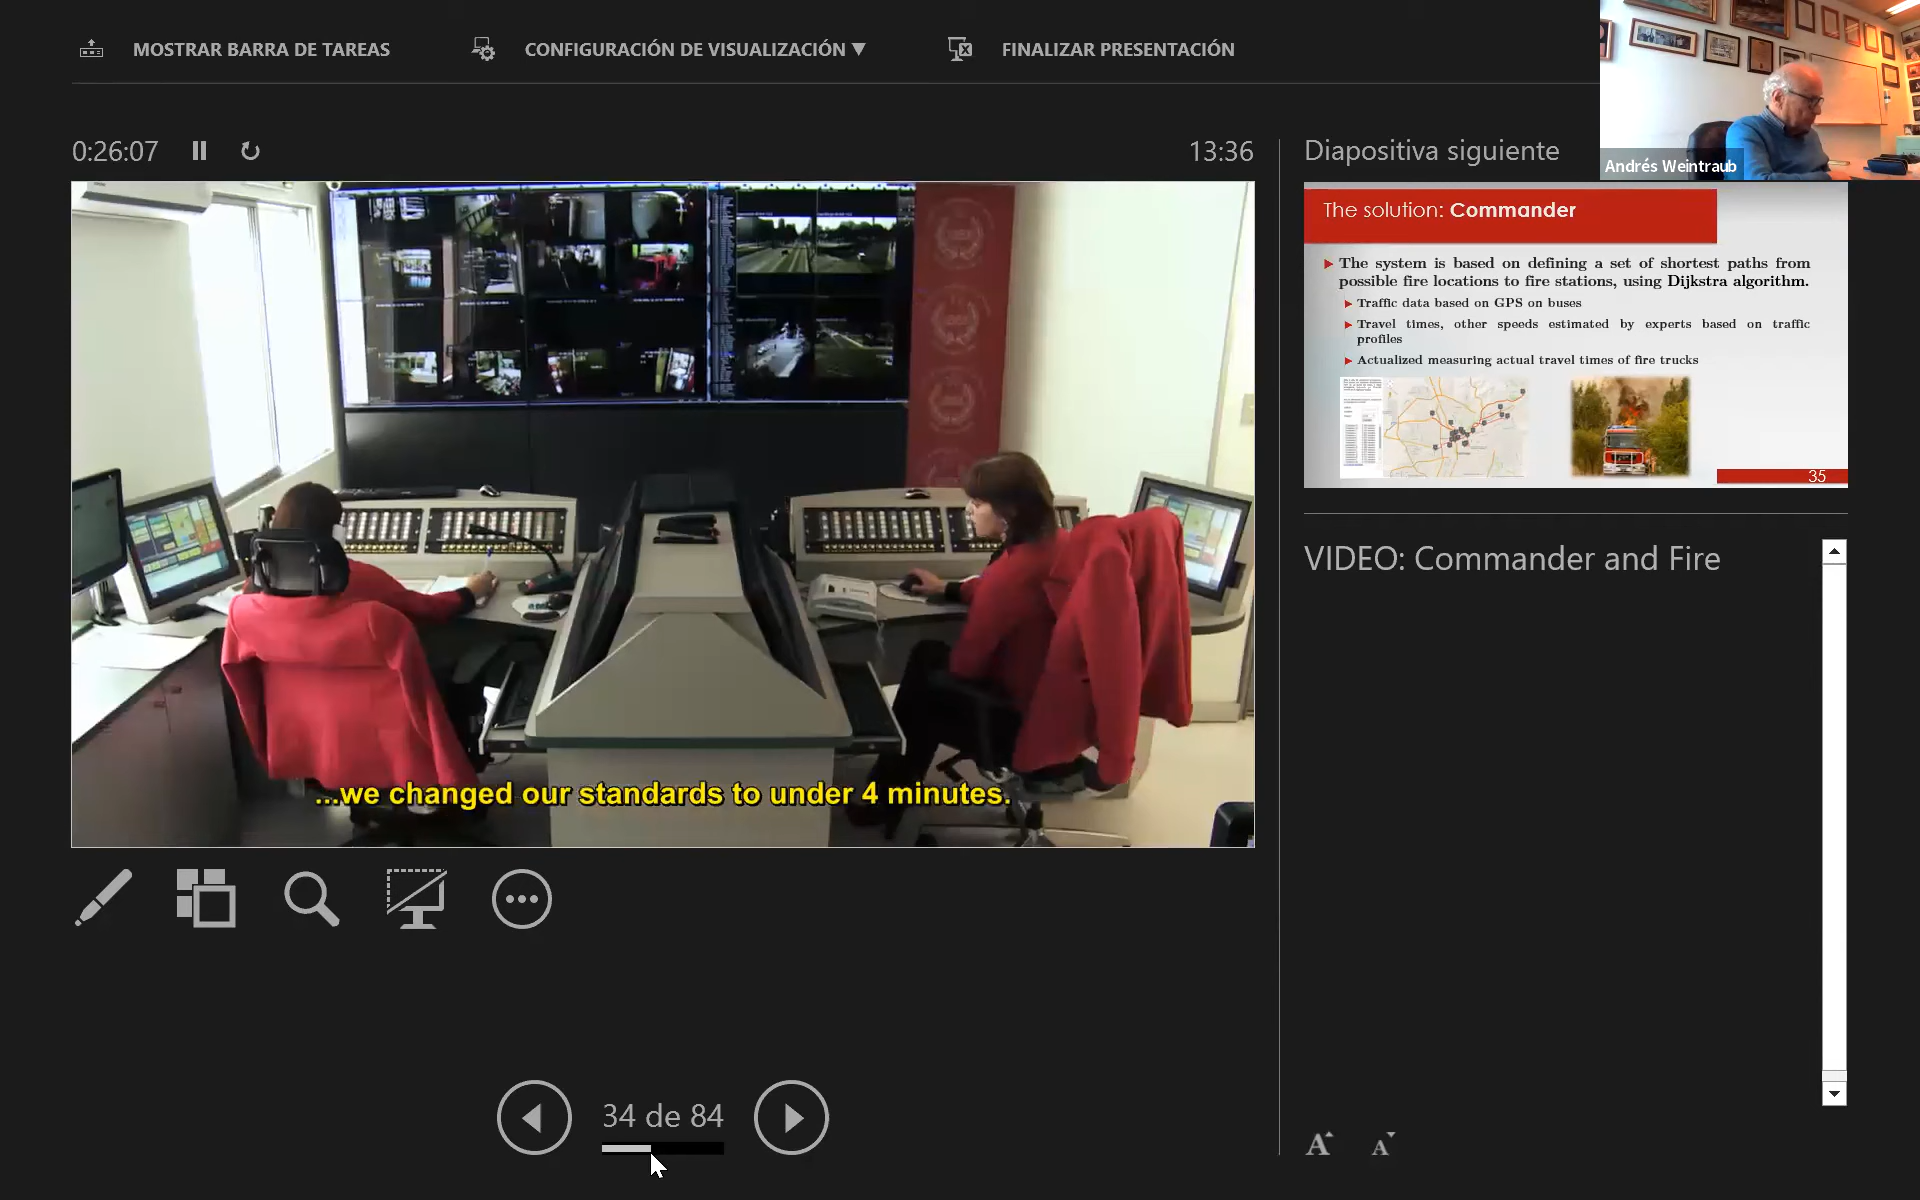 MOSTRAR BARRA DE TAREAS
CONFIGURACIÓN DE VISUALIZACIÓN ▼
FINALIZAR PRESENTACIÓN
Andrés Weintraub
0:26:07
13:36
...we changed our standards to under 4 minutes.
34 de 84
Diapositiva siguiente
The solution: Commander
The system is based on defining a set of shortest paths from
possible fire locations to fire stations, using Dijkstra algorithm.
Traffic data based on GPS on buses
Travel times, other speeds estimated by experts based on traffic
profiles
Actualized measuring actual travel times of fire trucks
35
VIDEO: Commander and Fire
A A